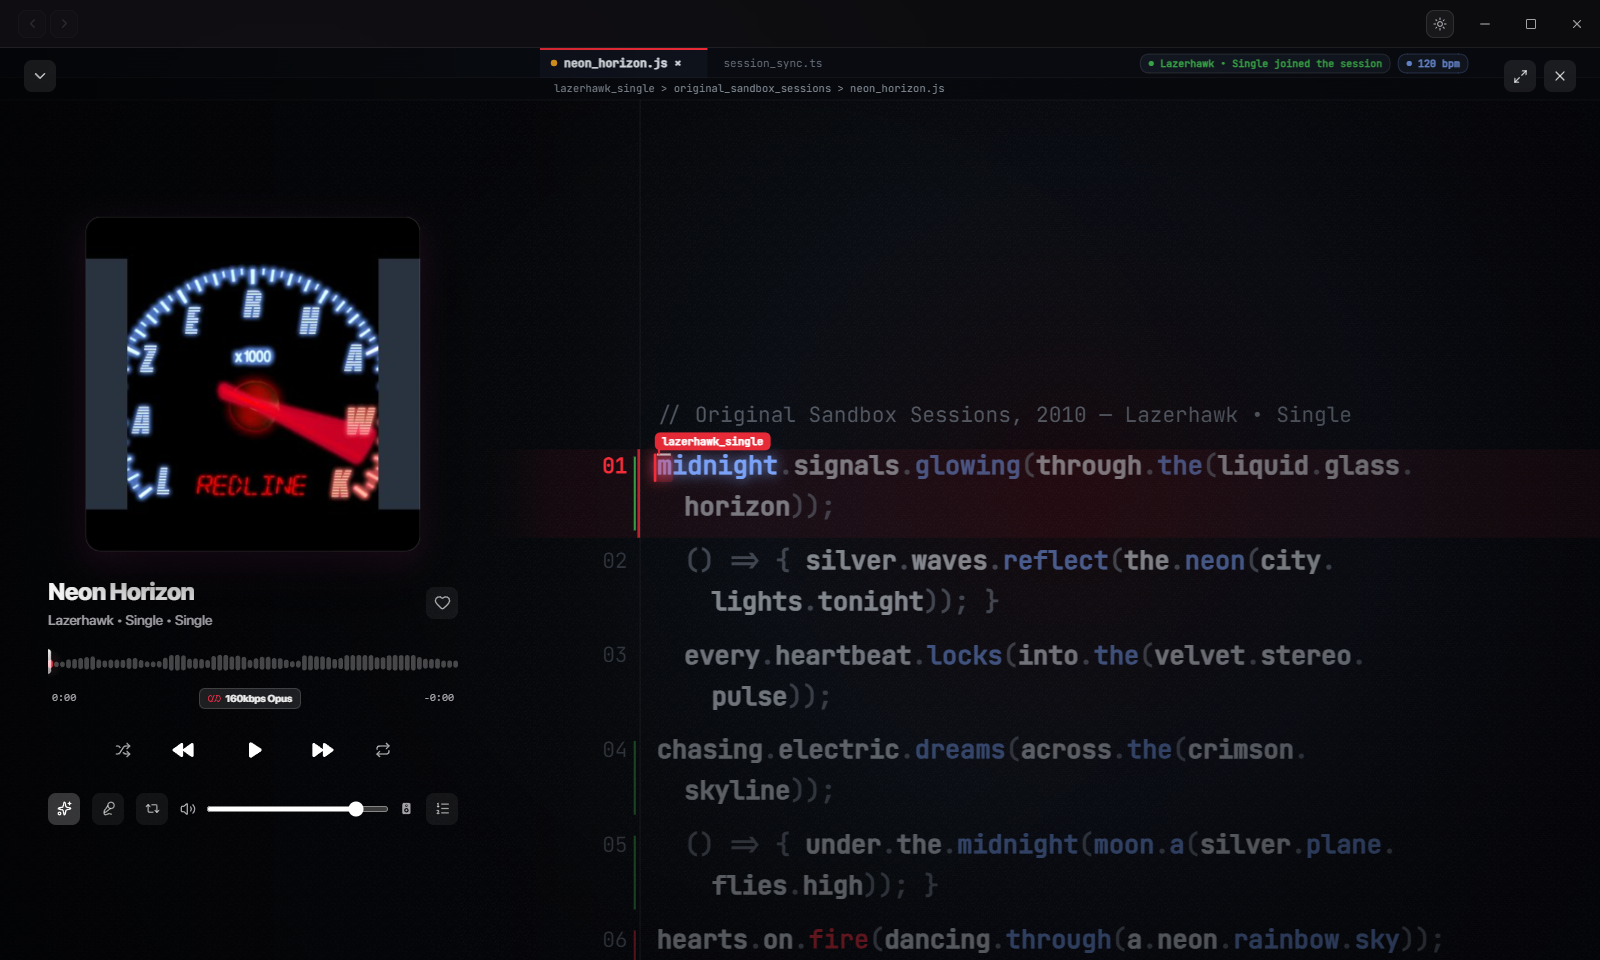 neon_horizon.js ×
session_sync.ts
Lazerhawk • Single joined the session
120 bpm
lazerhawk_single > original_sandbox_sessions > neon_horizon.js
LAZERHAWK
x1000
REDLINE
Neon Horizon
Lazerhawk • Single • Single
0:00
160kbps Opus
-0:00
// Original Sandbox Sessions, 2010 — Lazerhawk • Single
lazerhawk_single
01 midnight.signals.glowing(through.the(liquid.glass.
horizon));
02 () => { silver.waves.reflect(the.neon(city.
lights.tonight)); }
03 every.heartbeat.locks(into.the(velvet.stereo.
pulse));
04 chasing.electric.dreams(across.the(crimson.
skyline));
05 () => { under.the.midnight(moon.a(silver.plane.
flies.high)); }
06 hearts.on.fire(dancing.through(a.neon.rainbow.sky));